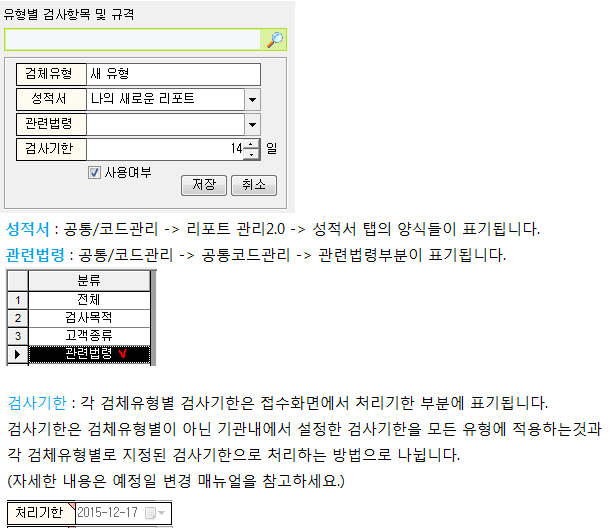 유형별 검사항목 및 규격
검체유형 새 유형
성적서 나의 새로운 리포트
관련법령
검사기한 14 일
사용여부
저장 취소
성적서 : 공통/코드관리 -> 리포트 관리2.0 -> 성적서 탭의 양식들이 표기됩니다.
관련법령 : 공통/코드관리 -> 공통코드관리 -> 관련법령부분이 표기됩니다.
분류
1 전체
2 검사목적
3 고객종류
관련법령
검사기한 : 각 검체유형별 검사기한은 접수화면에서 처리기한 부분에 표기됩니다.
검사기한은 검체유형별이 아닌 기관내에서 설정한 검사기한을 모든 유형에 적용하는것과
각 검체유형별로 지정된 검사기한으로 처리하는 방법으로 나뉩니다.
(자세한 내용은 예정일 변경 매뉴얼을 참고하세요.)
처리기한 2015-12-17